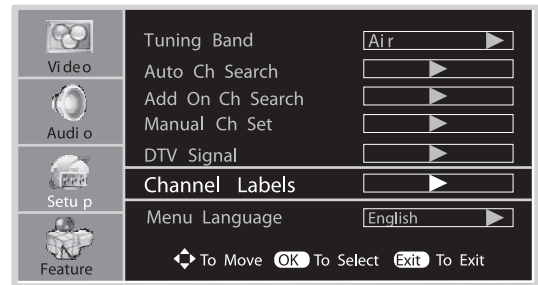 Video
Audio
Setup
Feature
Tuning Band Air
Auto Ch Search
Add On Ch Search
Manual Ch Set
DTV Signal
Channel Labels
Menu Language English
To Move OK To Select Exit To Exit